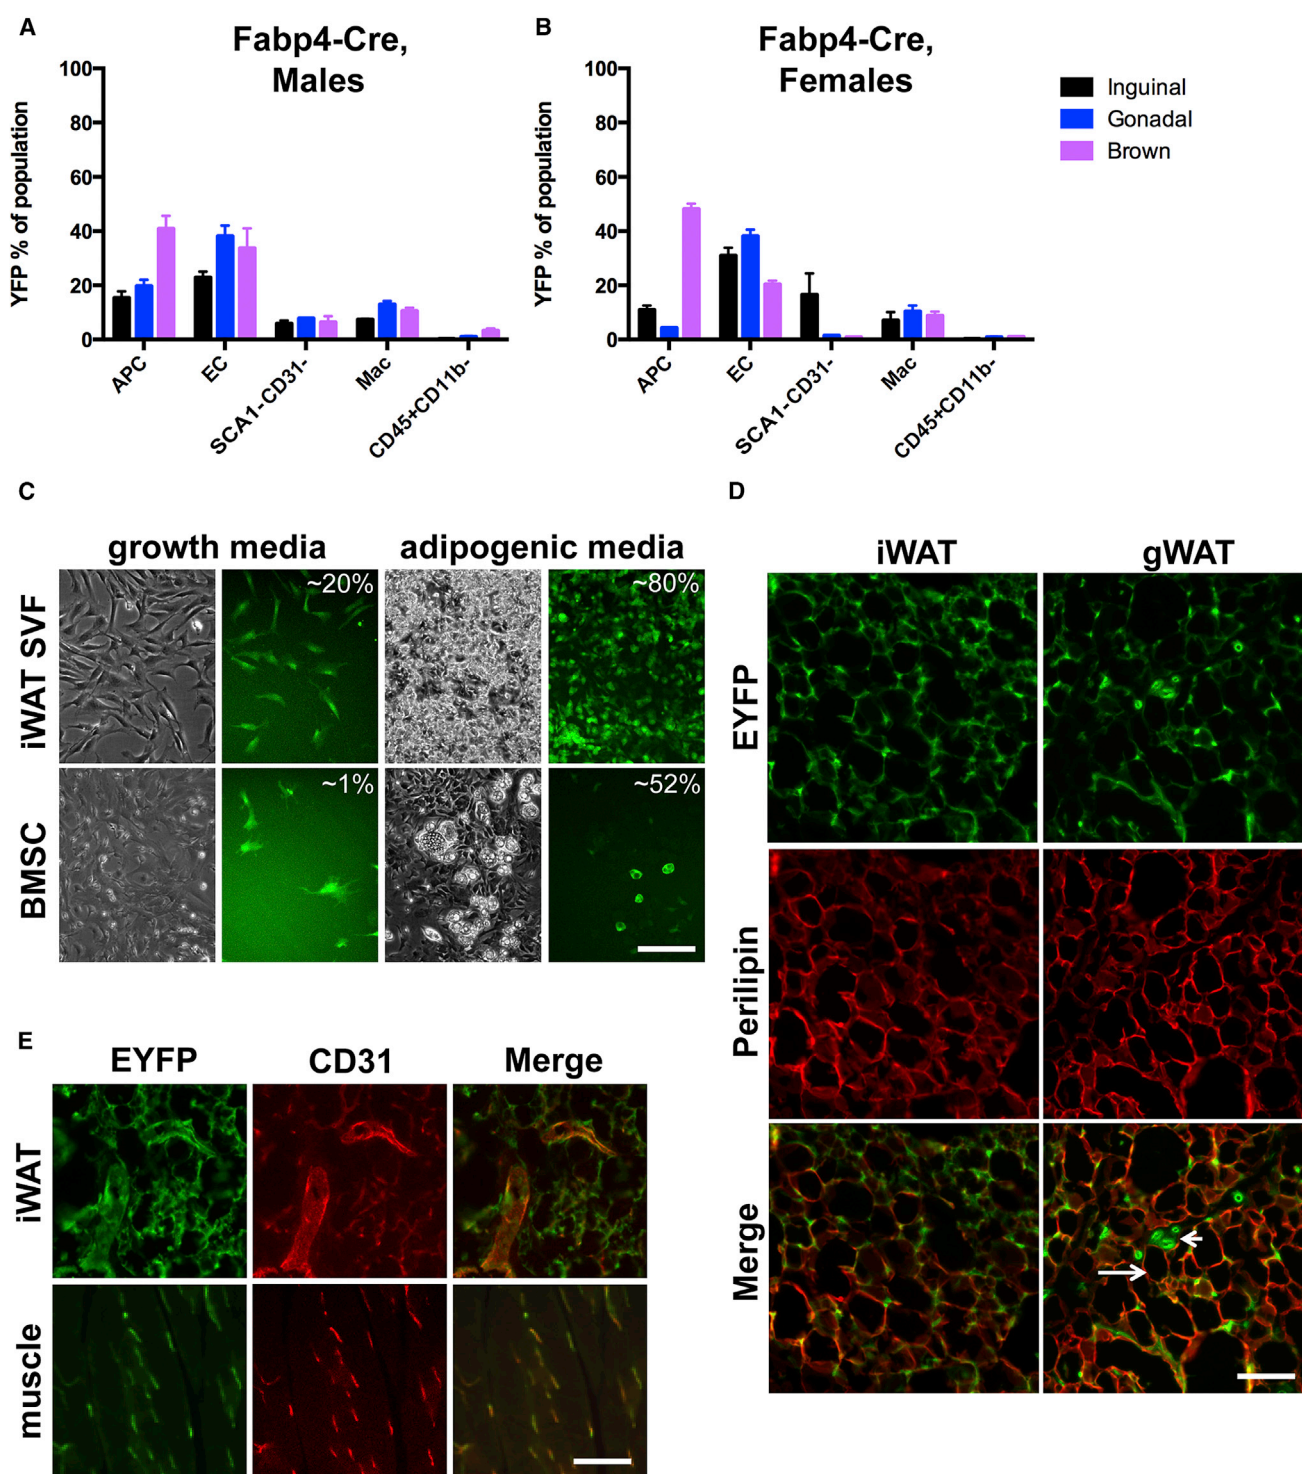 A
Fabp4-Cre,
Males
YFP % of population
100
80
60
40
20
0
APC
EC
SCA1-CD31-
Mac
CD45+CD11b-
B
Fabp4-Cre,
Females
YFP % of population
100
80
60
40
20
0
APC
EC
SCA1-CD31-
Mac
CD45+CD11b-
Inguinal
Gonadal
Brown
C
growth media
adipogenic media
iWAT SVF
~20%
~80%
BMSC
~1%
~52%
D
iWAT
gWAT
EYFP
Perilipin
Merge
E
EYFP
CD31
Merge
iWAT
muscle